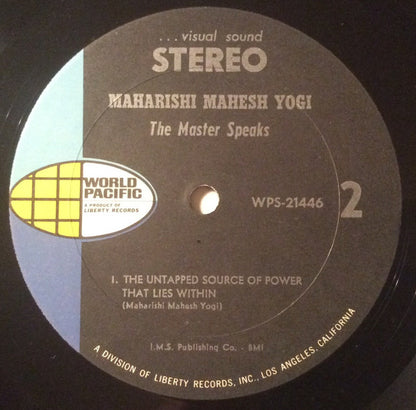 ...visual sound
STEREO
MAHARISHI MAHESH YOGI
The Master Speaks
WORLD
PACIFIC
A PRODUCT OF
LIBERTY RECORDS
WPS-21446
2
1. THE UNTAPPED SOURCE OF POWER
THAT LIES WITHIN
(Maharishi Mahesh Yogi)
I.M.S. Publishing Co. - BMI
A DIVISION OF LIBERTY RECORDS, INC., LOS ANGELES, CALIFORNIA